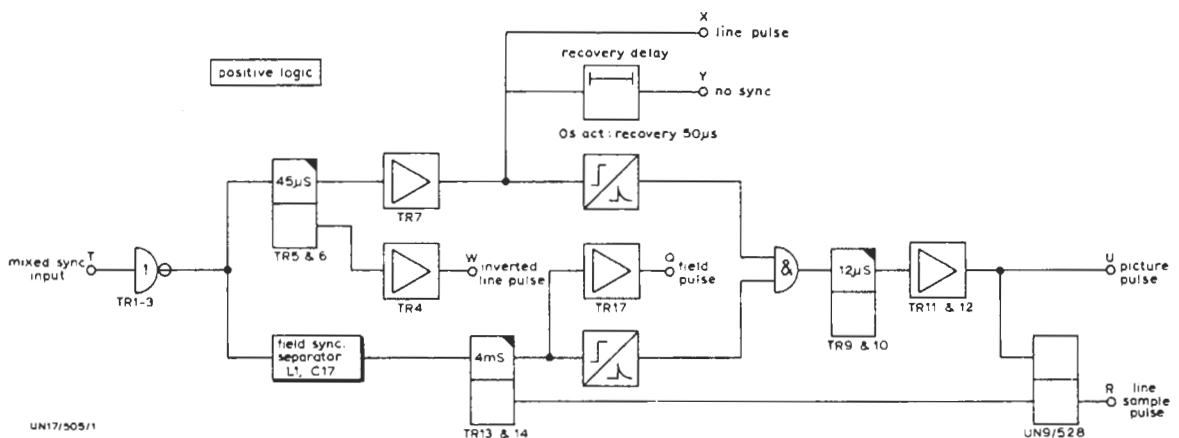 X
line pulse
recovery delay
positive logic
Y
no sync
Os act : recovery 50µs
45µS
TR7
TR5 & 6
mixed sync
input
T
1
TR1-3
W
inverted
line pulse
TR4
Q
field
pulse
TR17
&
12µS
TR9 & 10
TR11 & 12
U
picture
pulse
field sync.
separator
L1, C17
4mS
TR13 & 14
R
line
sample
pulse
UN9/528
UN17/505/1